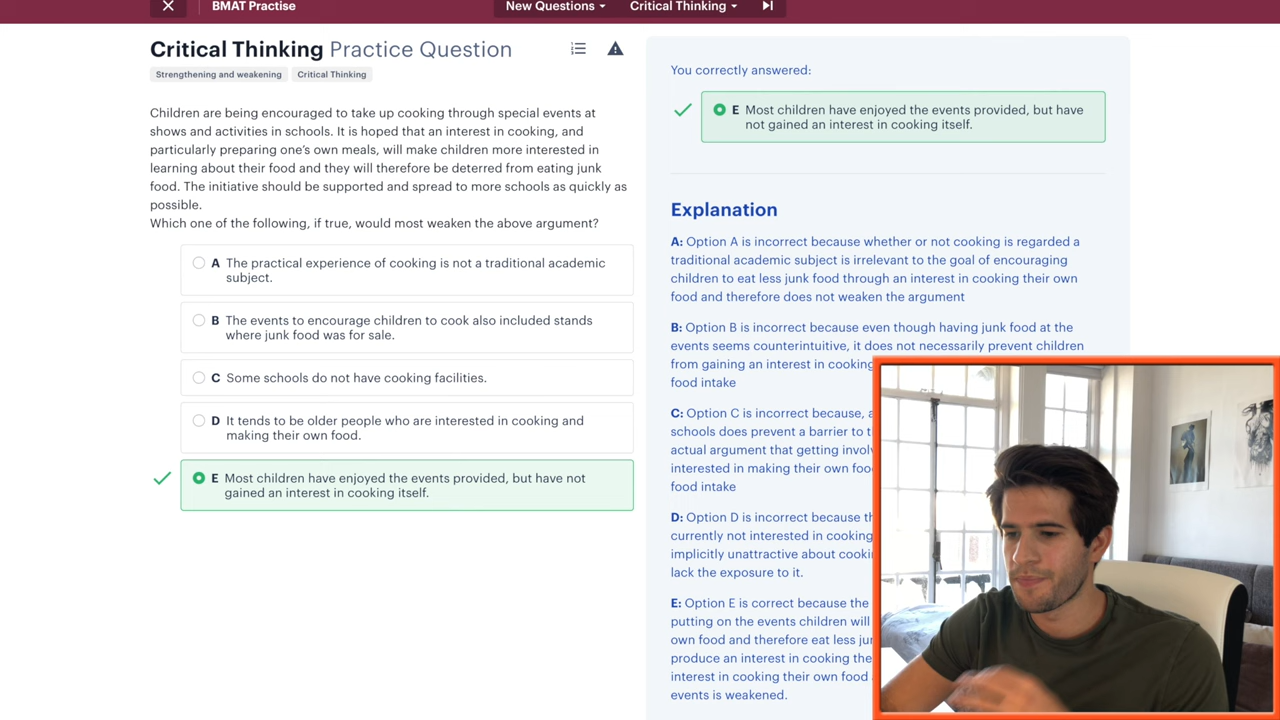 BMAT Practise
New Questions
Critical Thinking
Critical Thinking Practice Question
Strengthening and weakening
Critical Thinking
Children are being encouraged to take up cooking through special events at
shows and activities in schools. It is hoped that an interest in cooking, and
particularly preparing one's own meals, will make children more interested in
learning about their food and they will therefore be deterred from eating junk
food. The initiative should be supported and spread to more schools as quickly as
possible.
Which one of the following, if true, would most weaken the above argument?
A The practical experience of cooking is not a traditional academic
subject.
B The events to encourage children to cook also included stands
where junk food was for sale.
C Some schools do not have cooking facilities.
D It tends to be older people who are interested in cooking and
making their own food.
E Most children have enjoyed the events provided, but have not
gained an interest in cooking itself.
You correctly answered:
E Most children have enjoyed the events provided, but have
not gained an interest in cooking itself.
Explanation
A: Option A is incorrect because whether or not cooking is regarded a
traditional academic subject is irrelevant to the goal of encouraging
children to eat less junk food through an interest in cooking their own
food and therefore does not weaken the argument
B: Option B is incorrect because even though having junk food at the
events seems counterintuitive, it does not necessarily prevent children
from gaining an interest in cooking
food intake
C: Option C is incorrect because,
schools does prevent a barrier to
actual argument that getting
interested in making their own
food intake
D: Option D is incorrect because
currently not interested in cooking
implicitly unattractive about
lack the exposure to it.
E: Option E is correct because the
putting on the events children will
own food and therefore eat less
produce an interest in cooking
interest in cooking their own food
events is weakened.